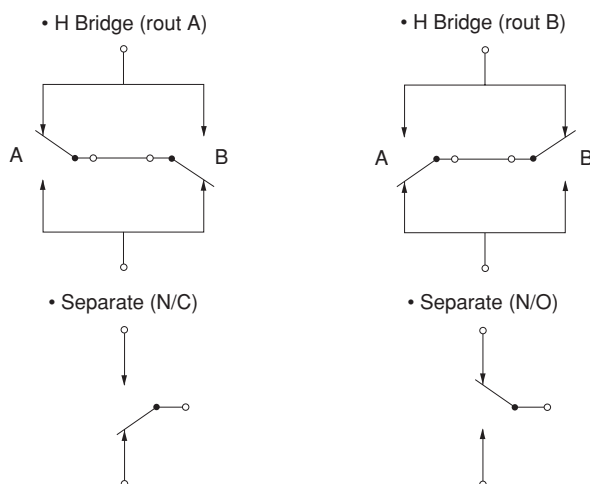 • H Bridge (rout A)
• H Bridge (rout B)
A
B
A
B
• Separate (N/C)
• Separate (N/O)